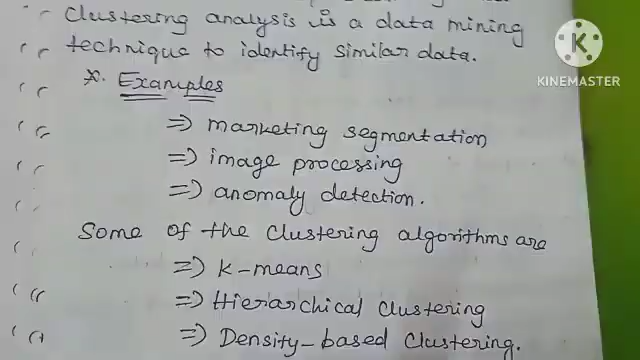 clustering analysis is a data mining
technique to identify similar data.
*. Examples
=> marketing segmentation
=> image processing
=> anomaly detection.
Some of the clustering algorithms are
=> k-means
=> Hierarchical clustering
=> Density-based clustering.
K
KINEMASTER